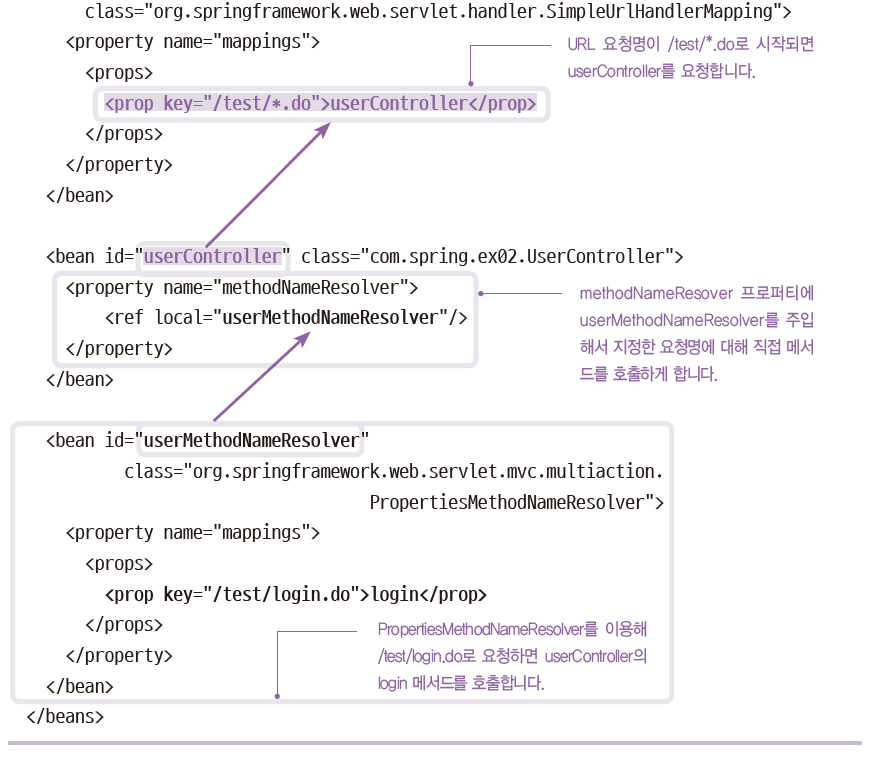 class="org.springframework.web.servlet.handler.SimpleUrlHandlerMapping">
<property name="mappings">
URL 요청명이 /test/*.do로 시작되면
userController를 요청합니다.
<props>
<prop key="/test/*.do">userController</prop>
</props>
</property>
</bean>
<bean id="userController" class="com.spring.ex02.UserController">
<property name="methodNameResolver">
<ref local="userMethodNameResolver"/>
</property>
</bean>
methodNameResover 프로퍼티에
userMethodNameResolver를 주입
해서 지정한 요청명에 대해 직접 메서
드를 호출하게 합니다.
<bean id="userMethodNameResolver"
class="org.springframework.web.servlet.mvc.multiaction.
PropertiesMethodNameResolver">
<property name="mappings">
<props>
<prop key="/test/login.do">login</prop>
</props>
</property>
</bean>
PropertiesMethodNameResolver를 이용해
/test/login.do로 요청하면 userController의
login 메서드를 호출합니다.
</beans>